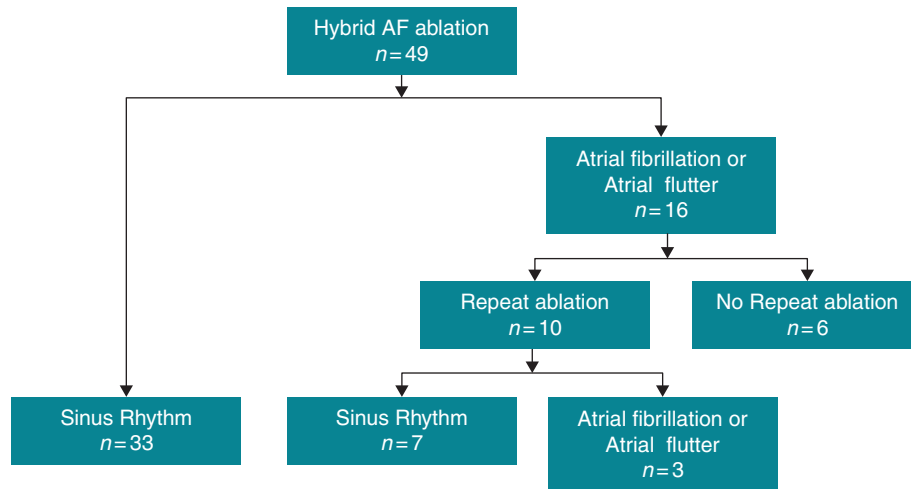 Hybrid AF ablation
n=49
Atrial fibrillation or
Atrial flutter
n=16
Repeat ablation
n=10
No Repeat ablation
n=6
Sinus Rhythm
n=33
Sinus Rhythm
n=7
Atrial fibrillation or
Atrial flutter
n=3